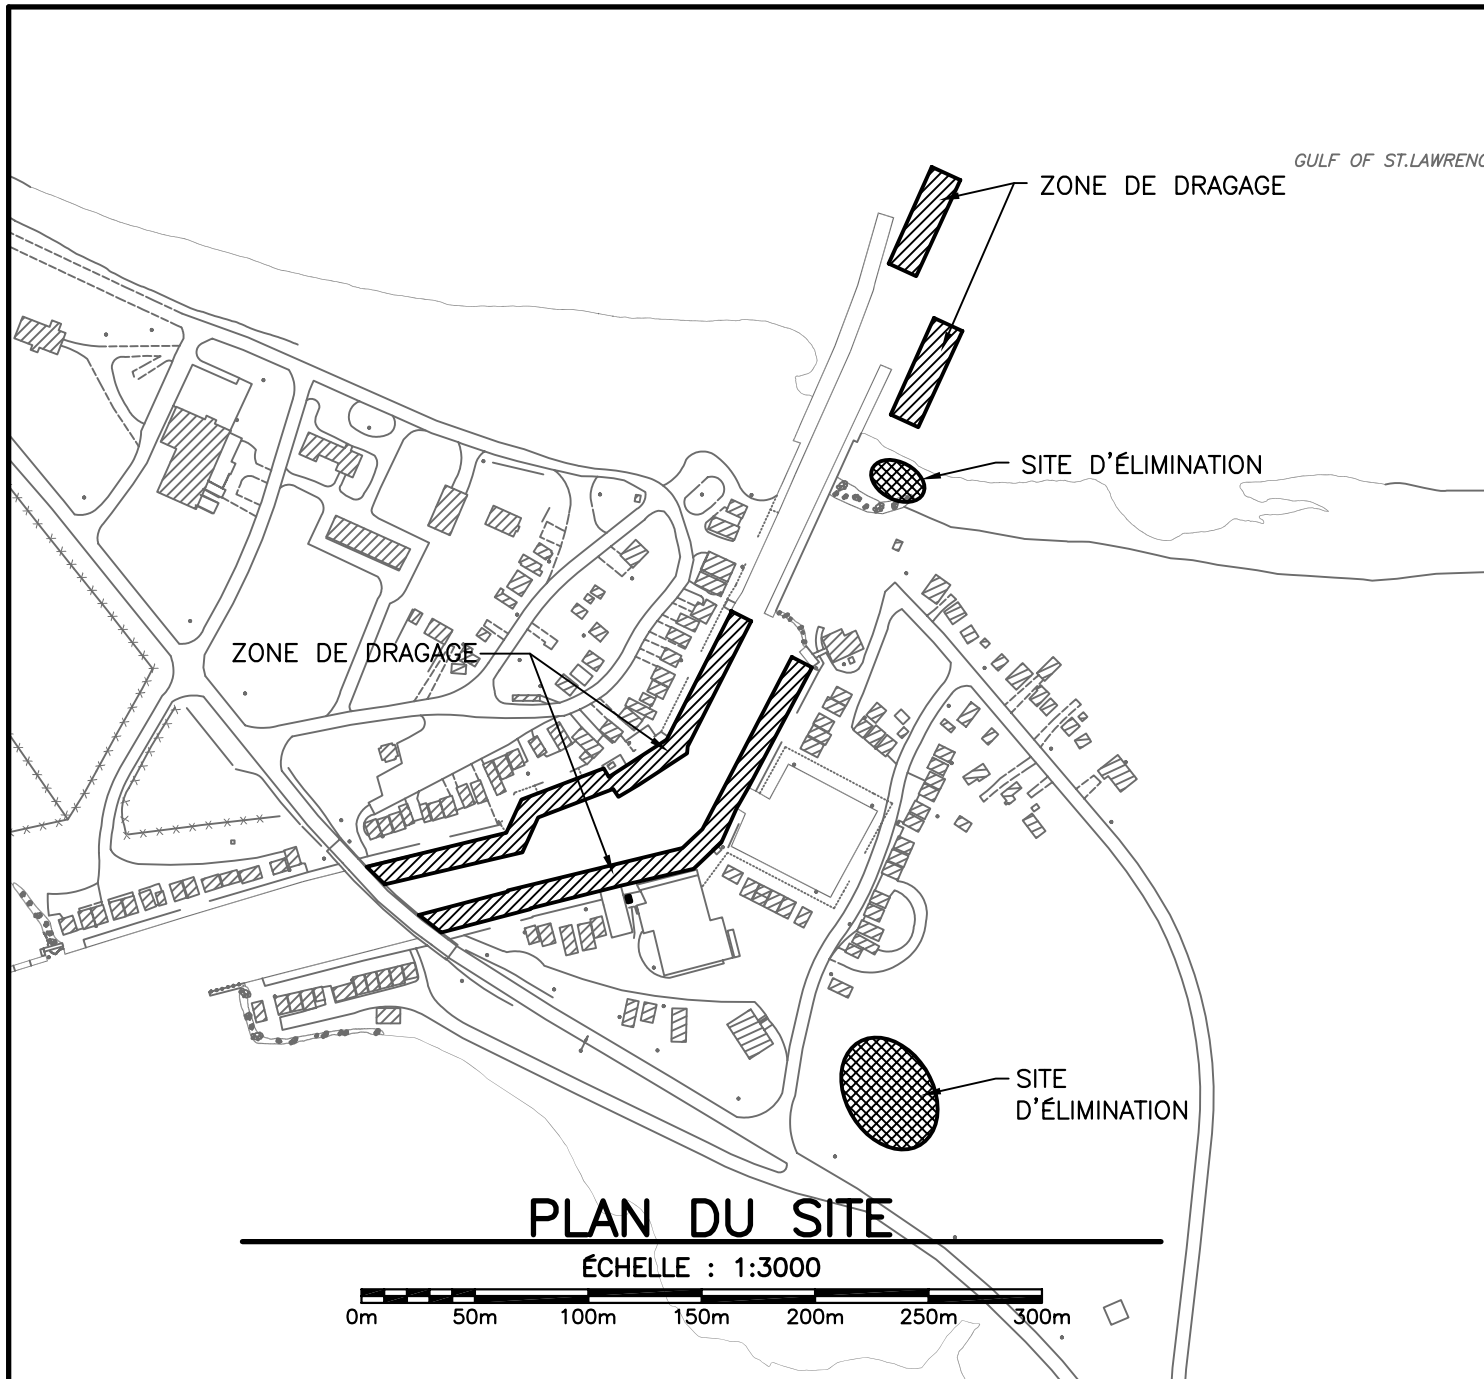 GULF OF ST.LAWRENC
ZONE DE DRAGAGE
SITE D'ÉLIMINATION
ZONE DE DRAGAGE
SITE
D'ÉLIMINATION
PLAN DU SITE
ÉCHELLE : 1:3000
0m 50m 100m 150m 200m 250m 300m